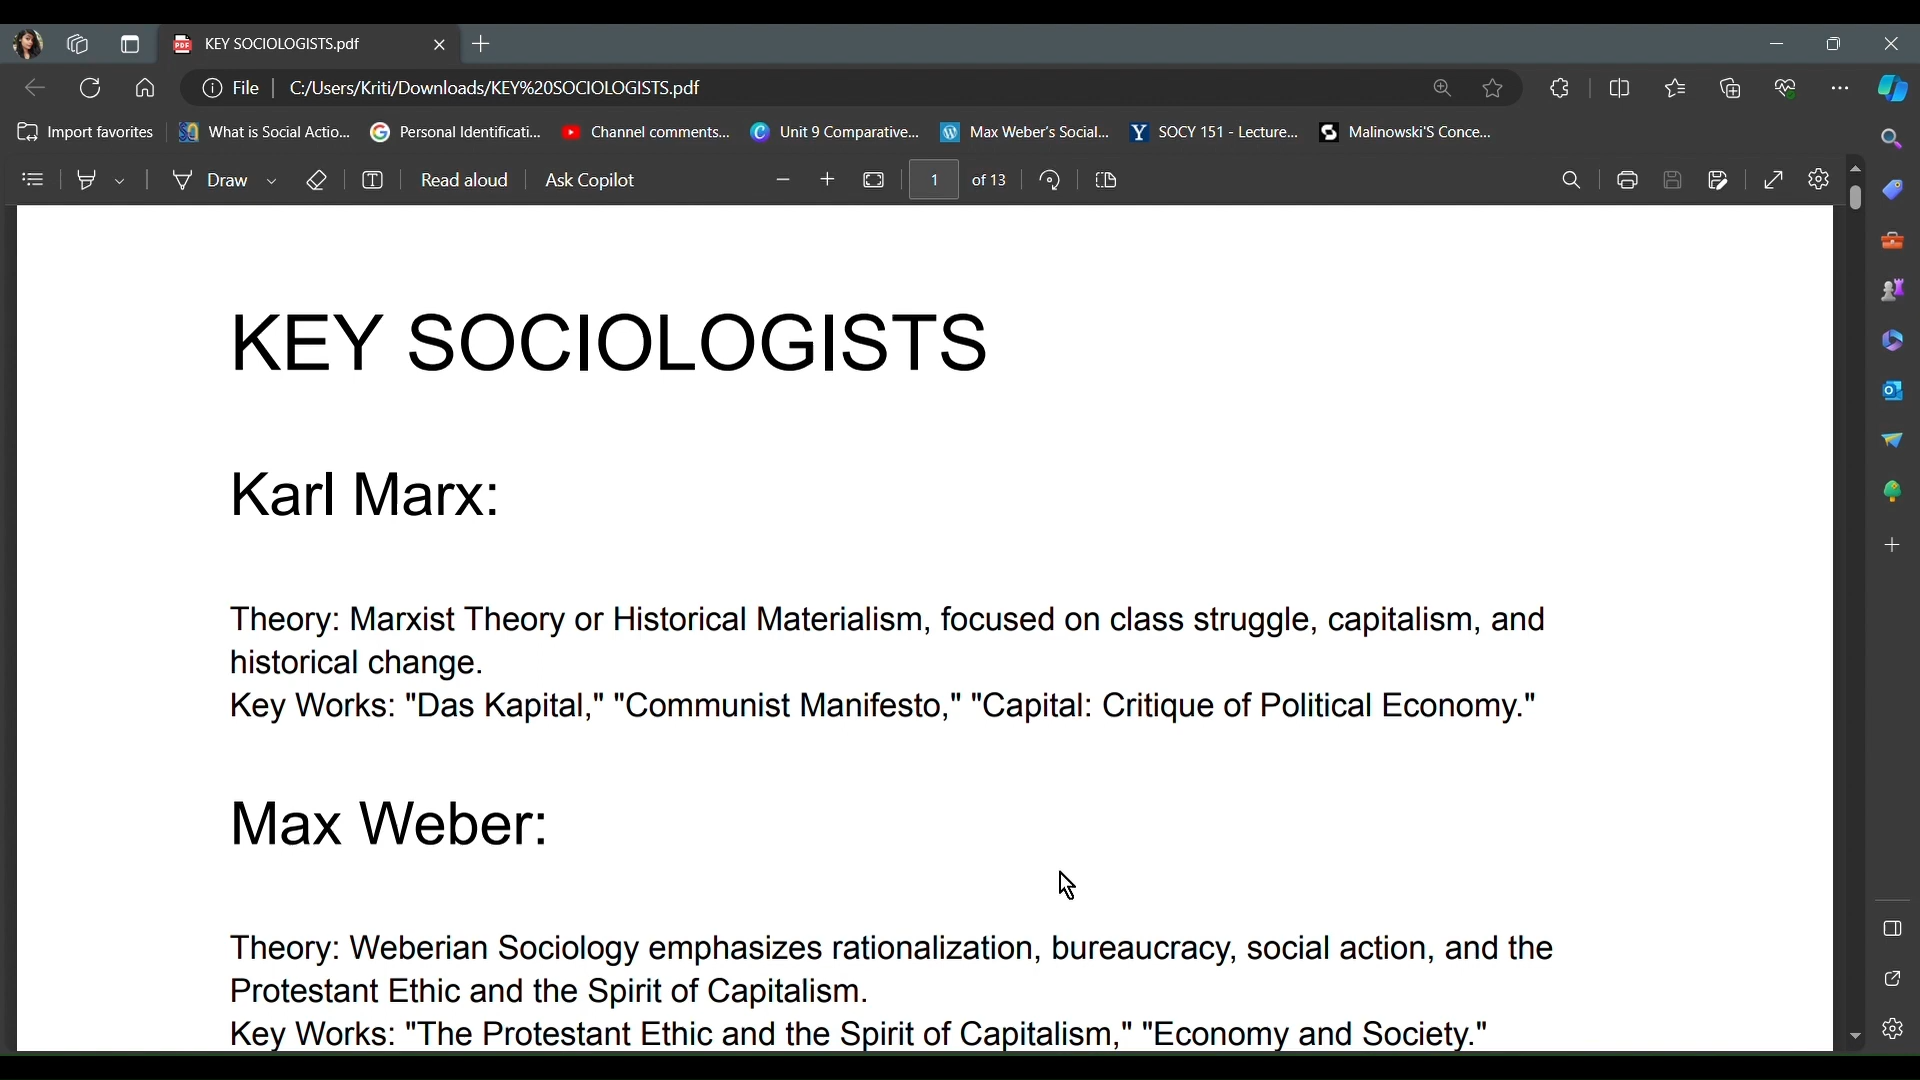 KEY SOCIOLOGISTS.pdf
File C:/Users/Kriti/Downloads/KEY%20SOCIOLOGISTS.pdf
Import favorites What is Social Actio... Personal Identificati... Channel comments... Unit 9 Comparative... Max Weber's Social... SOCY 151 - Lecture... Malinowski'S Conce...
Draw Read aloud Ask Copilot 1 of 13
KEY SOCIOLOGISTS
Karl Marx:
Theory: Marxist Theory or Historical Materialism, focused on class struggle, capitalism, and
historical change.
Key Works: "Das Kapital," "Communist Manifesto," "Capital: Critique of Political Economy."
Max Weber:
Theory: Weberian Sociology emphasizes rationalization, bureaucracy, social action, and the
Protestant Ethic and the Spirit of Capitalism.
Key Works: "The Protestant Ethic and the Spirit of Capitalism," "Economy and Society."